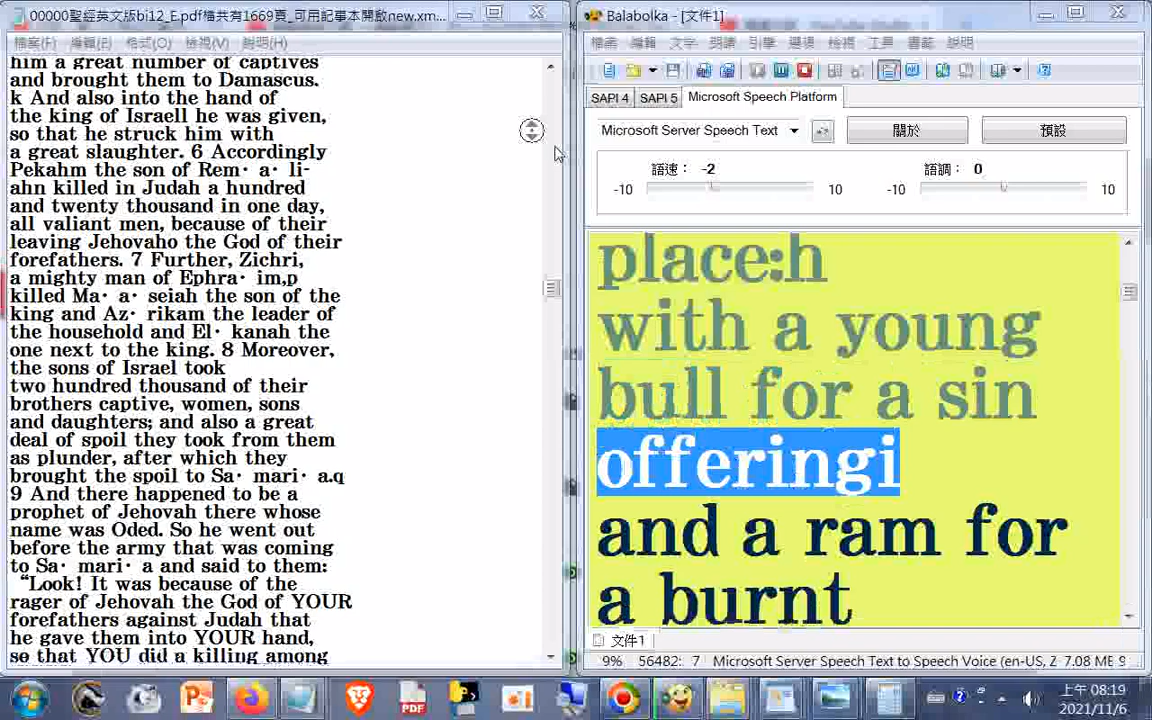 00000聖經英文版bi12_E.pdf檔共有1669頁_可用記事本開啟new.xm...
檔案(F) 編輯(E) 格式(O) 檢視(V) 說明(H)
him a great number of captives
and brought them to Damascus.
k And also into the hand of
the king of Israell he was given,
so that he struck him with
a great slaughter. 6 Accordingly
Pekahm the son of Rem· a· li-
ahn killed in Judah a hundred
and twenty thousand in one day,
all valiant men, because of their
leaving Jehovaho the God of their
forefathers. 7 Further, Zichri,
a mighty man of Ephra· im,p
killed Ma· a· seiah the son of the
king and Az· rikam the leader of
the household and El· kanah the
one next to the king. 8 Moreover,
the sons of Israel took
two hundred thousand of their
brothers captive, women, sons
and daughters; and also a great
deal of spoil they took from them
as plunder, after which they
brought the spoil to Sa· mari· a.q
9 And there happened to be a
prophet of Jehovah there whose
name was Oded. So he went out
before the army that was coming
to Sa· mari· a and said to them:
“Look! It was because of the
rager of Jehovah the God of YOUR
forefathers against Judah that
he gave them into YOUR hand,
so that YOU did a killing among
Balabolka - [文件1]
檔案 編輯 文字 朗讀 引擎 選項 檢視 工具 書籤 說明
SAPI 4 SAPI 5 Microsoft Speech Platform
Microsoft Server Speech Text 關於 預設
語速： -2 語調： 0
-10 10 -10 10
place:h
with a young
bull for a sin
offeringi
and a ram for
a burnt
文件1
9% 56482: 7 Microsoft Server Speech Text to Speech Voice (en-US, Z 7.08 MB 9
PDF
上午 08:19
2021/11/6